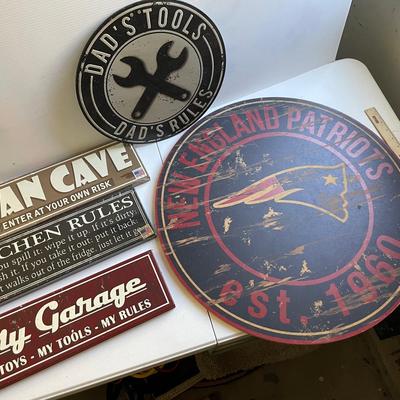 DAD'S TOOLS
DAD'S RULES
AN CAVE
ENTER AT YOUR OWN RISK
CHEN RULES
spill it. wipe it up. If it's dirty.
h it. If you take it out. put it back.
t walks out of the fridge. just let it go
My Garage
TOYS - MY TOOLS - MY RULES
NEW ENGLAND PATRIOTS
est. 1960